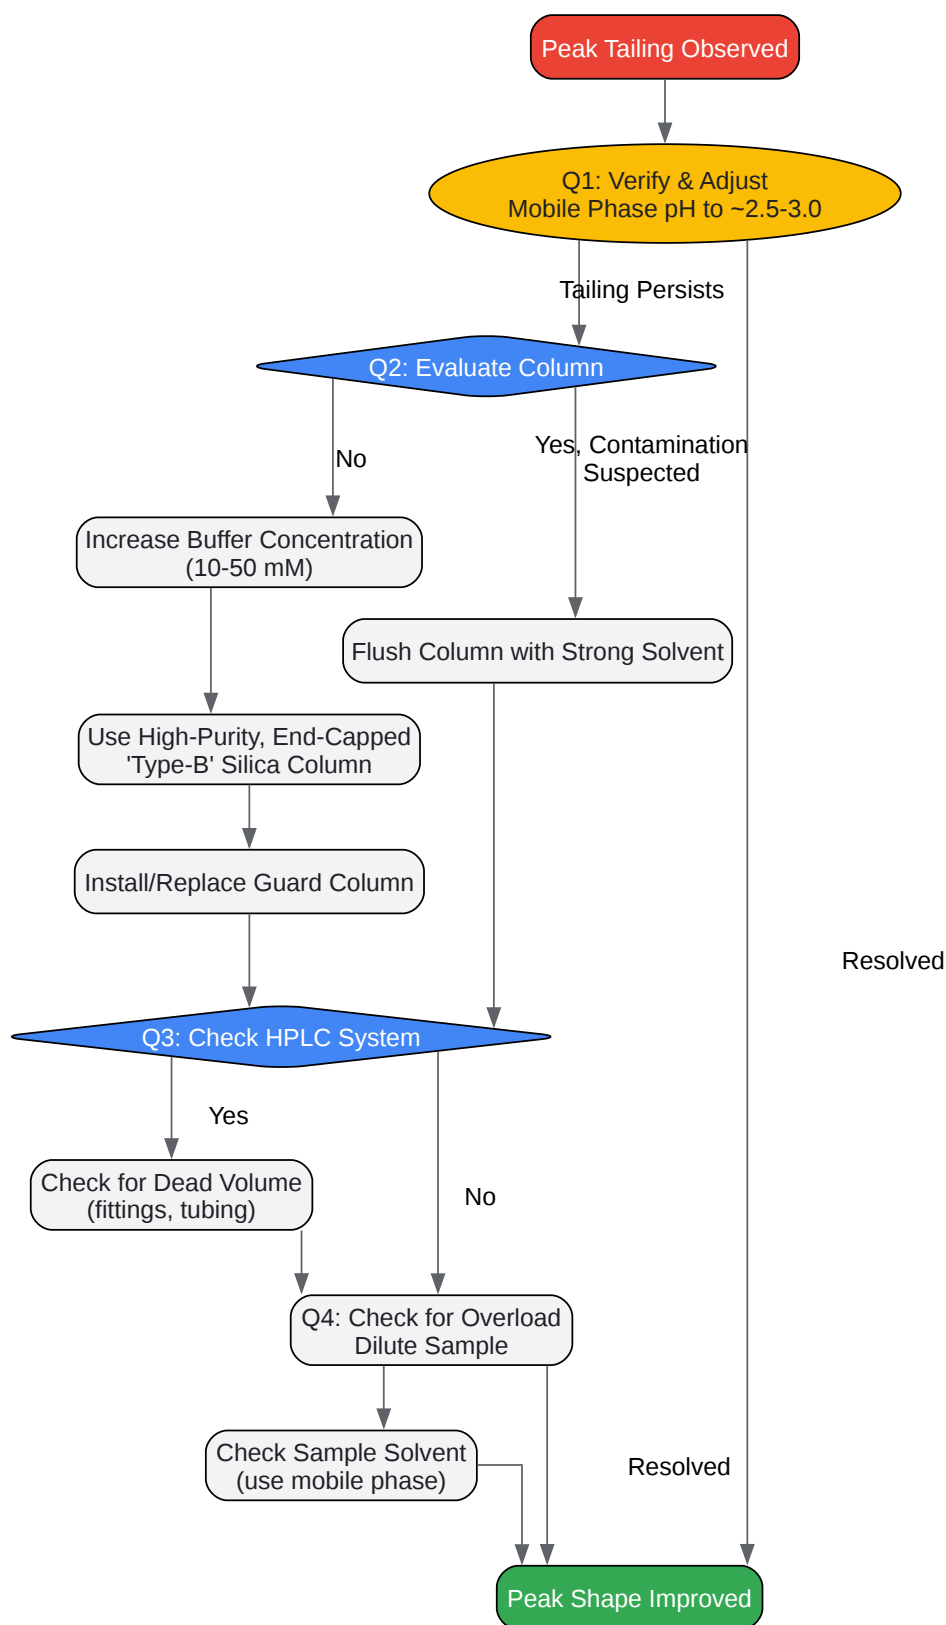 Peak Tailing Observed
Q1: Verify & Adjust
Mobile Phase pH to ~2.5-3.0
Tailing Persists
Q2: Evaluate Column
No
Yes, Contamination
Suspected
Increase Buffer Concentration
(10-50 mM)
Flush Column with Strong Solvent
Use High-Purity, End-Capped
'Type-B' Silica Column
Install/Replace Guard Column
Resolved
Q3: Check HPLC System
Yes
Check for Dead Volume
(fittings, tubing)
No
Q4: Check for Overload
Dilute Sample
Check Sample Solvent
(use mobile phase)
Resolved
Peak Shape Improved